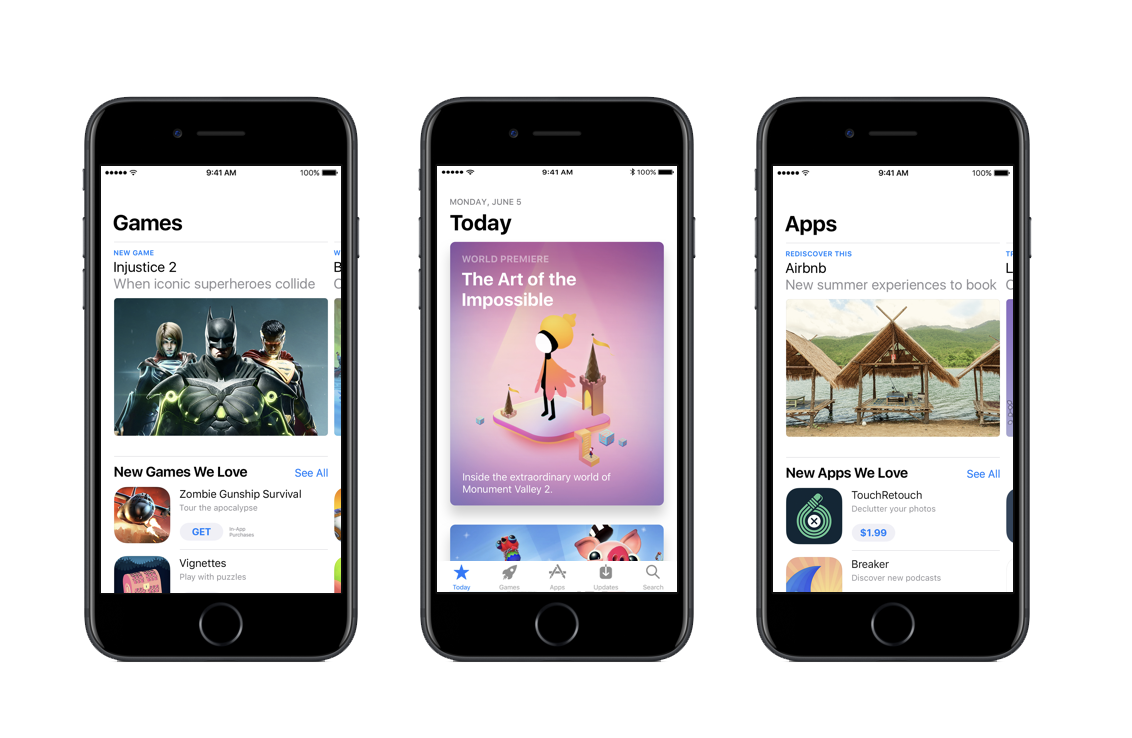 9:41 AM
100%
Games
NEW GAME
Injustice 2
When iconic superheroes collide
New Games We Love
See All
Zombie Gunship Survival
Tour the apocalypse
GET
In-App
Purchases
Vignettes
Play with puzzles
9:41 AM
100%
MONDAY, JUNE 5
Today
WORLD PREMIERE
The Art of the
Impossible
Inside the extraordinary world of
Monument Valley 2.
Today
Games
Apps
Updates
Search
9:41 AM
100%
Apps
REDISCOVER THIS
Airbnb
New summer experiences to book
New Apps We Love
See All
TouchRetouch
Declutter your photos
$1.99
Breaker
Discover new podcasts